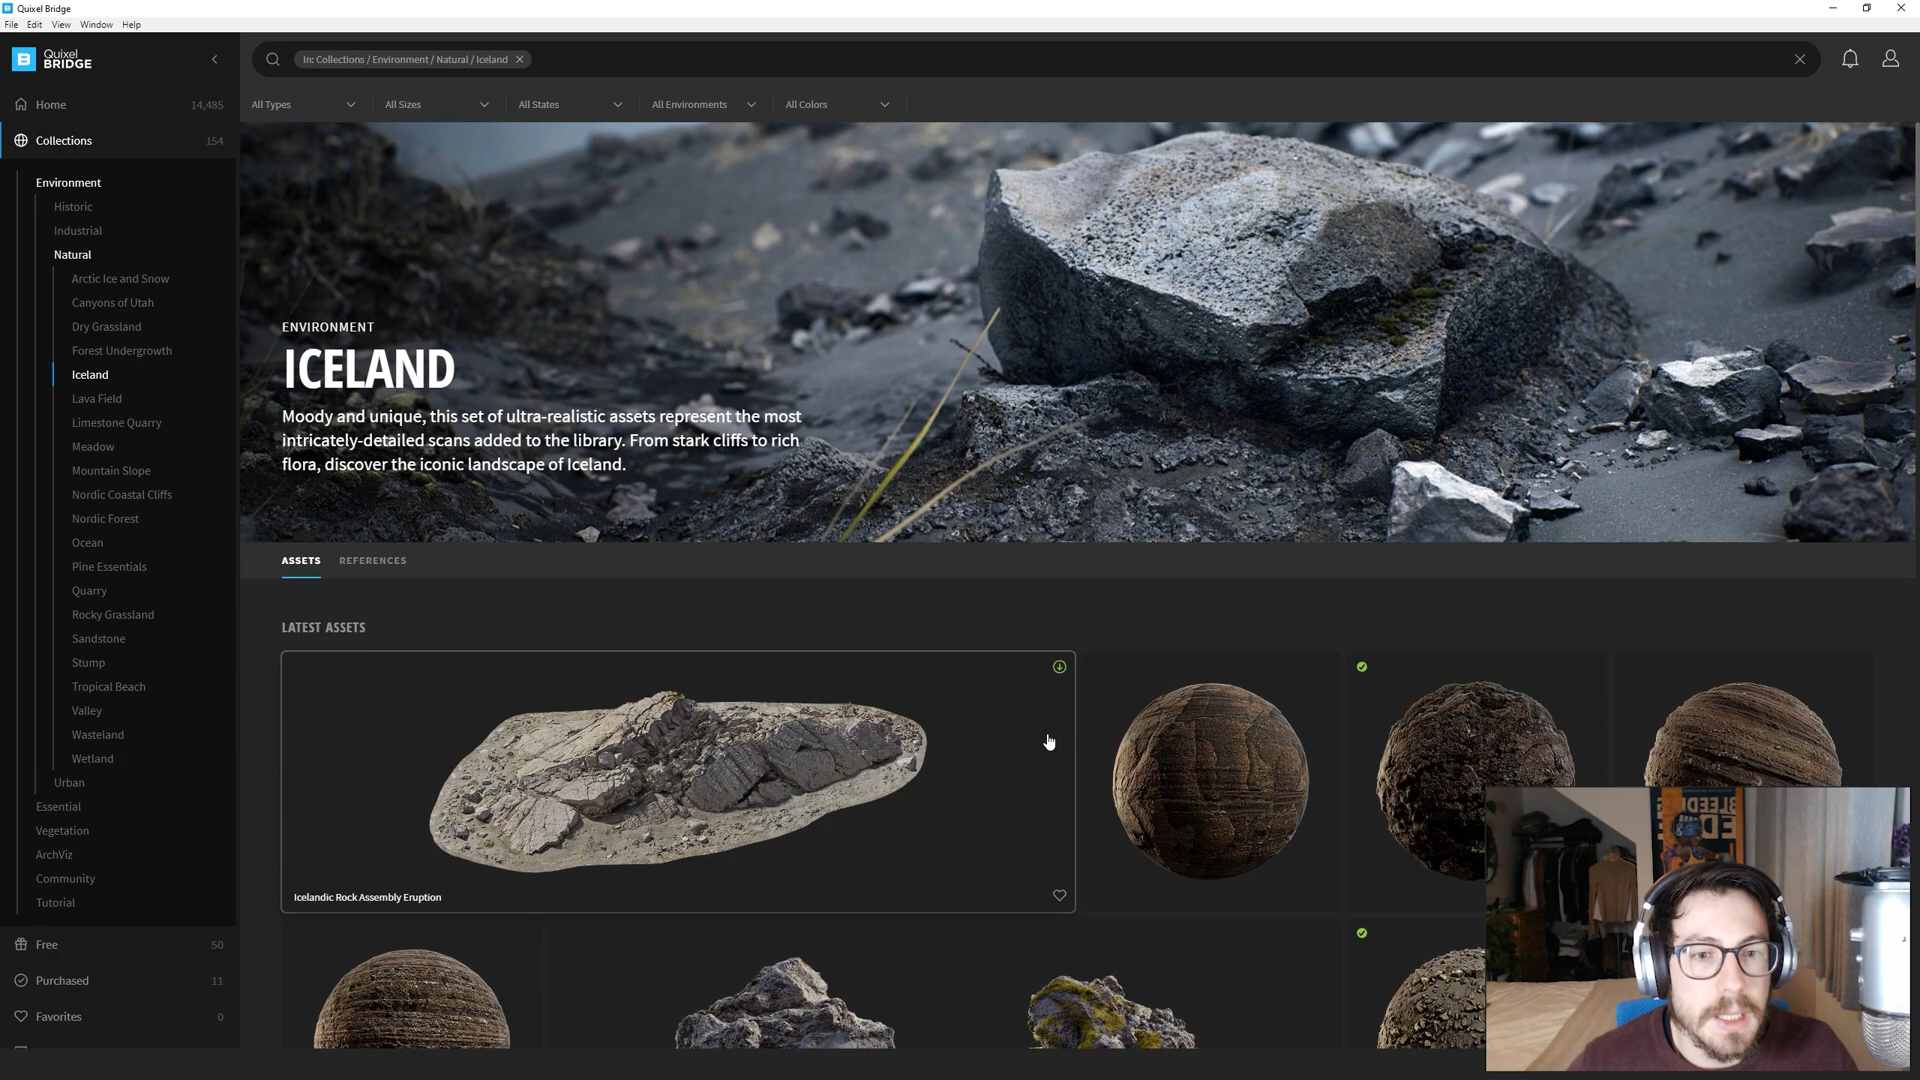 Quixel Bridge
File Edit View Window Help
Quixel
BRIDGE
In: Collections / Environment / Natural / Iceland
All Types
All Sizes
All States
All Environments
All Colors
Home 14,485
Collections 154
Environment
Historic
Industrial
Natural
Arctic Ice and Snow
Canyons of Utah
Dry Grassland
Forest Undergrowth
Iceland
Lava Field
Limestone Quarry
Meadow
Mountain Slope
Nordic Coastal Cliffs
Nordic Forest
Ocean
Pine Essentials
Quarry
Rocky Grassland
Sandstone
Stump
Tropical Beach
Valley
Wasteland
Wetland
Urban
Essential
Vegetation
ArchViz
Community
Tutorial
Free 50
Purchased 11
Favorites 0
ENVIRONMENT
ICELAND
Moody and unique, this set of ultra-realistic assets represent the most
intricately-detailed scans added to the library. From stark cliffs to rich
flora, discover the iconic landscape of Iceland.
ASSETS REFERENCES
LATEST ASSETS
Icelandic Rock Assembly Eruption